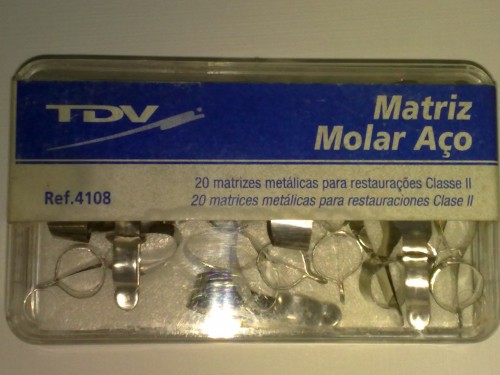 TDV
Matriz
Molar Aço
20 matrizes metálicas para restaurações Classe II
Ref.4108
20 matrices metálicas para restauraciones Clase II